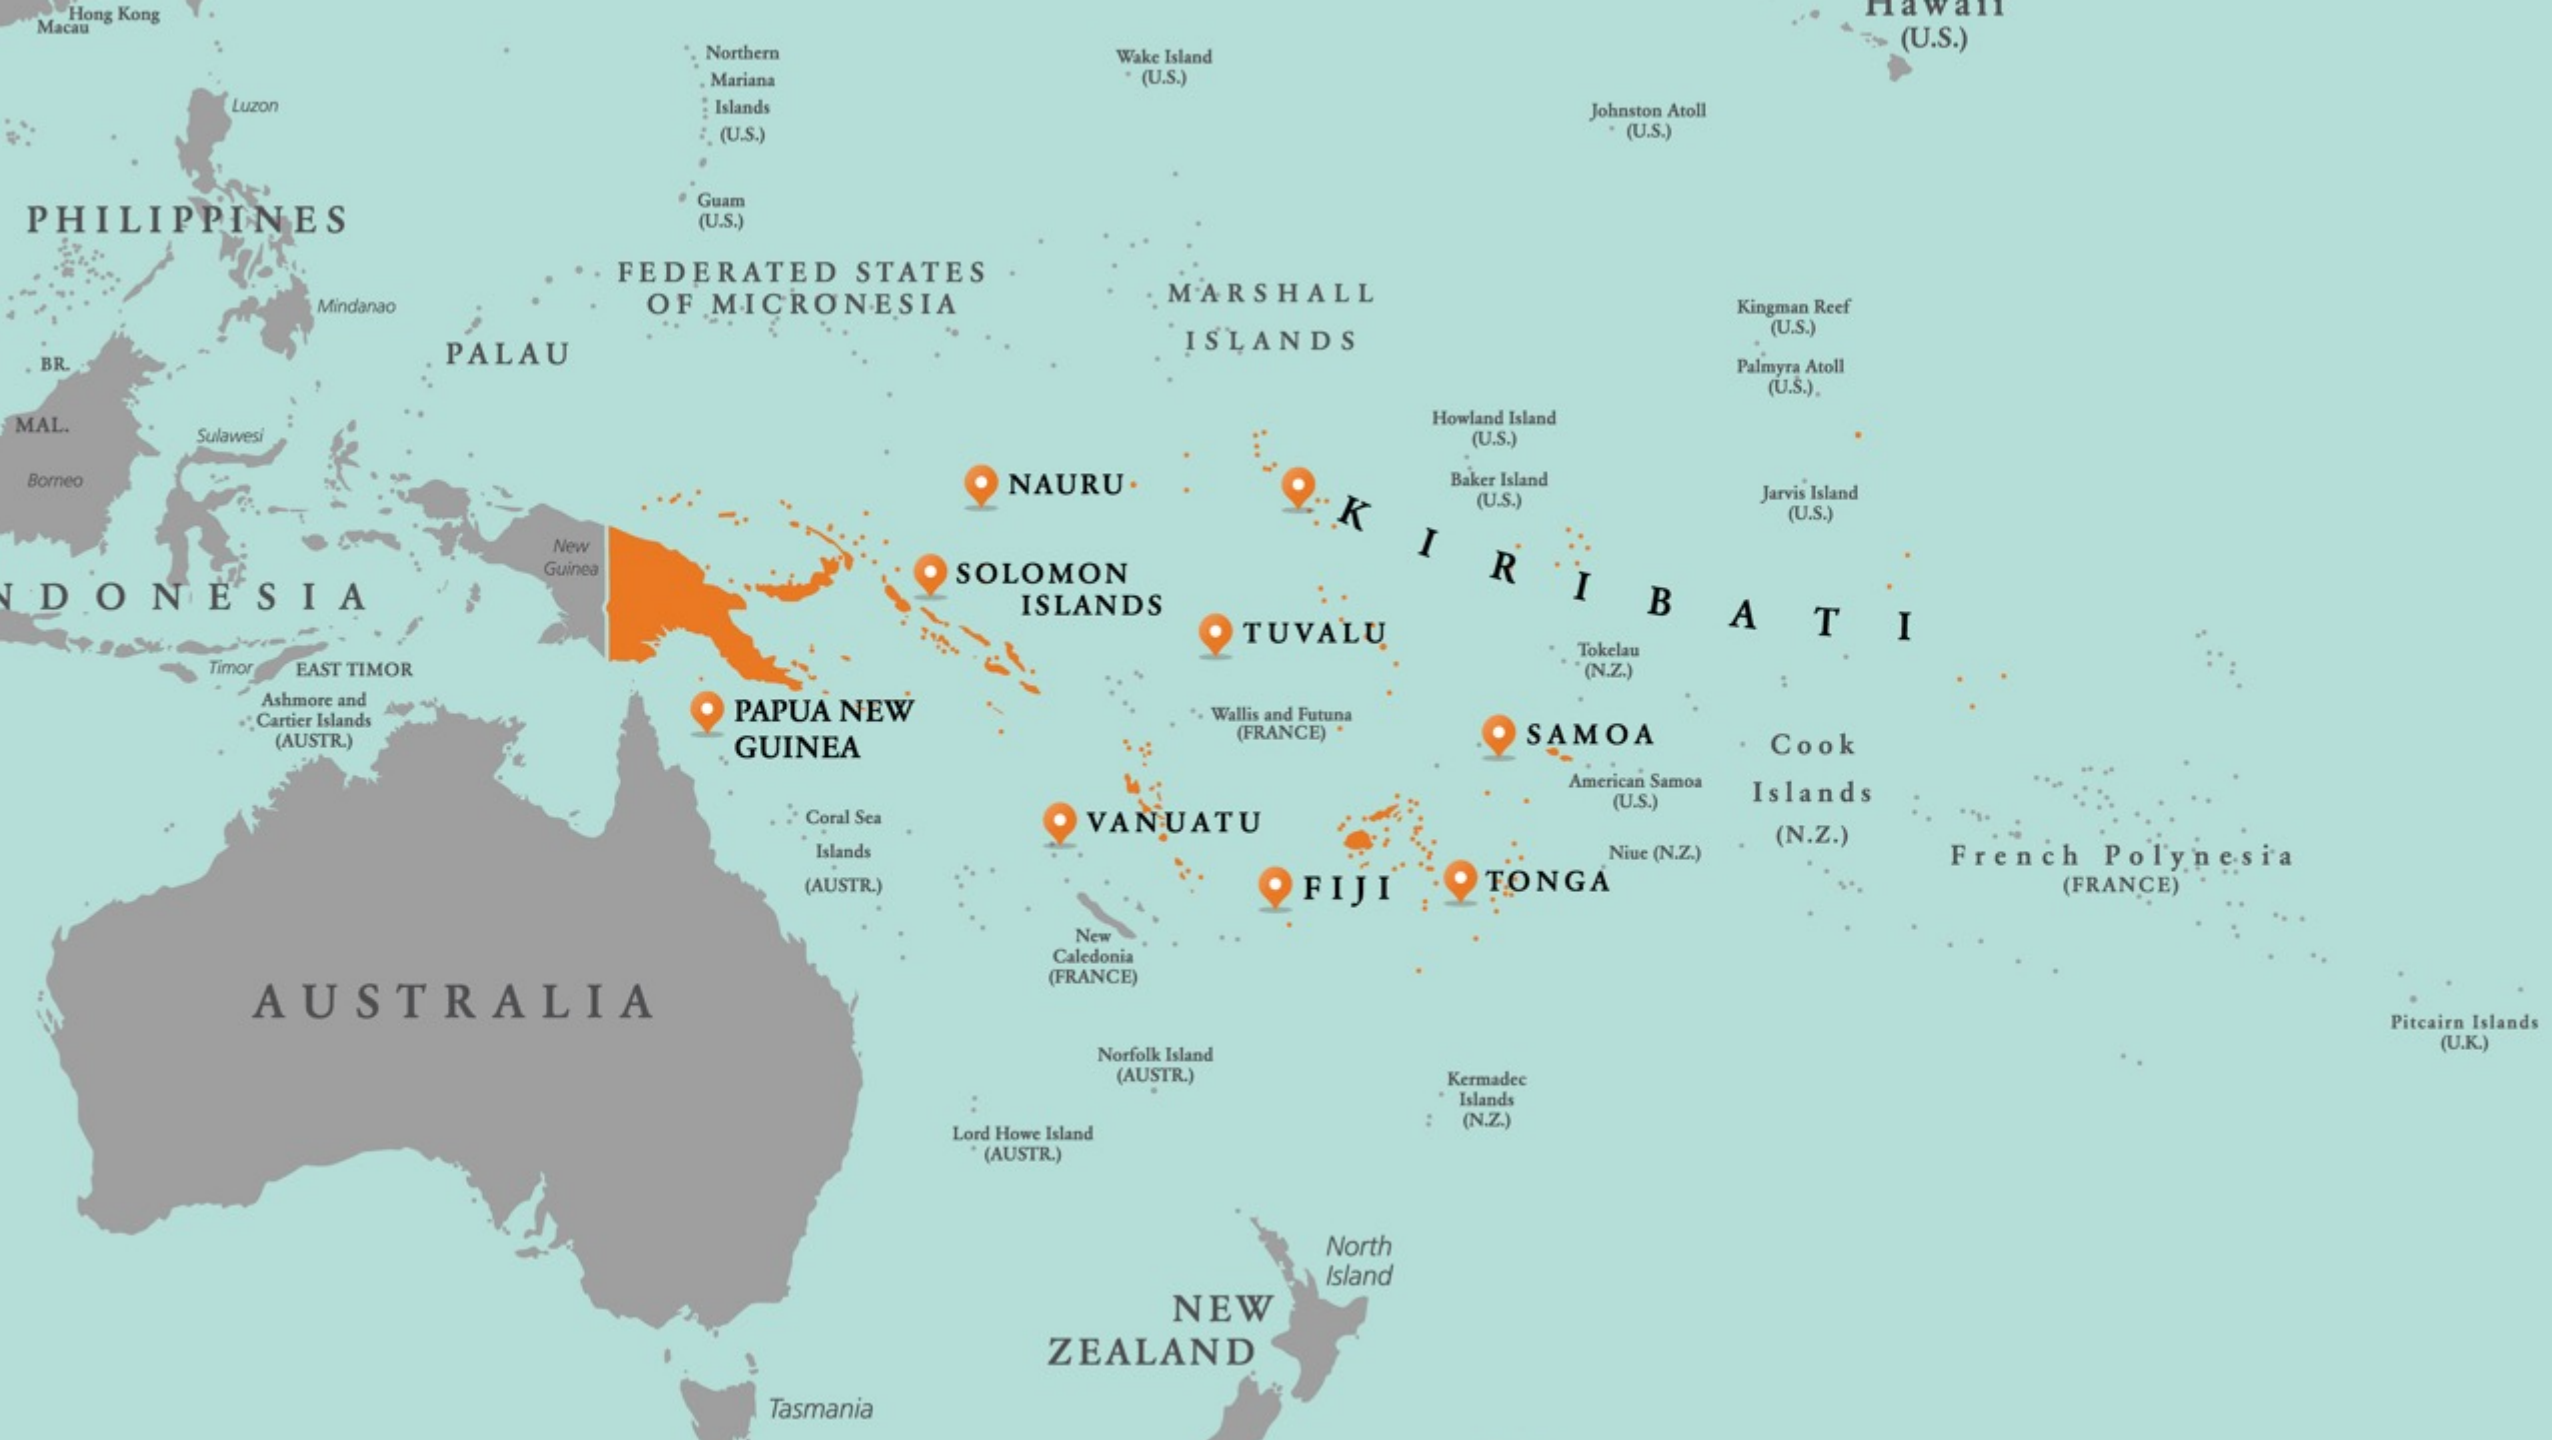 Hong Kong
Macau
Hawaii
(U.S.)
Northern
Mariana
Islands
(U.S.)
Wake Island
(U.S.)
Luzon
Johnston Atoll
(U.S.)
PHILIPPINES
Guam
(U.S.)
FEDERATED STATES
OF MICRONESIA
MARSHALL
ISLANDS
Mindanao
Kingman Reef
(U.S.)
PALAU
BR.
Palmyra Atoll
(U.S.)
MAL.
Sulawesi
Howland Island
(U.S.)
Borneo
NAURU
Baker Island
(U.S.)
Jarvis Island
(U.S.)
KIRIBATI
New
Guinea
SOLOMON
ISLANDS
NDONESIA
TUVALU
Timor
EAST TIMOR
Tokelau
(N.Z.)
Ashmore and
Cartier Islands
(AUSTR.)
PAPUA NEW
GUINEA
Wallis and Futuna
(FRANCE)
SAMOA
Cook
Islands
(N.Z.)
American Samoa
(U.S.)
Coral Sea
Islands
(AUSTR.)
VANUATU
Niue (N.Z.)
French Polynesia
(FRANCE)
FIJI
TONGA
New
Caledonia
(FRANCE)
AUSTRALIA
Pitcairn Islands
(U.K.)
Norfolk Island
(AUSTR.)
Kermadec
Islands
(N.Z.)
Lord Howe Island
(AUSTR.)
North
Island
NEW
ZEALAND
Tasmania